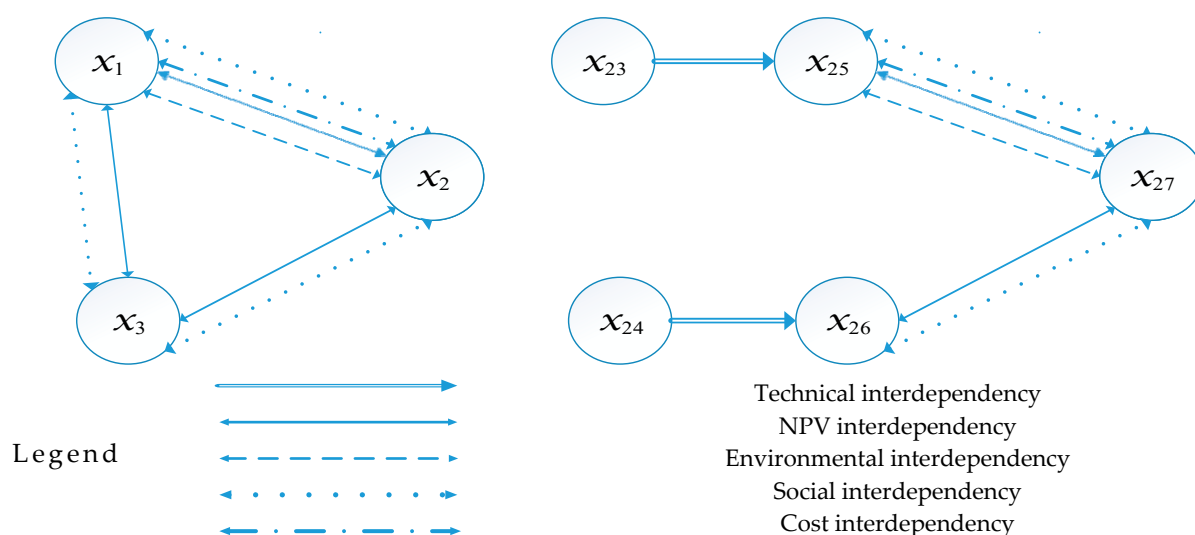 x1
x23
x25
x2
x27
x3
x24
x26
Technical interdependency
NPV interdependency
Legend
Environmental interdependency
Social interdependency
Cost interdependency